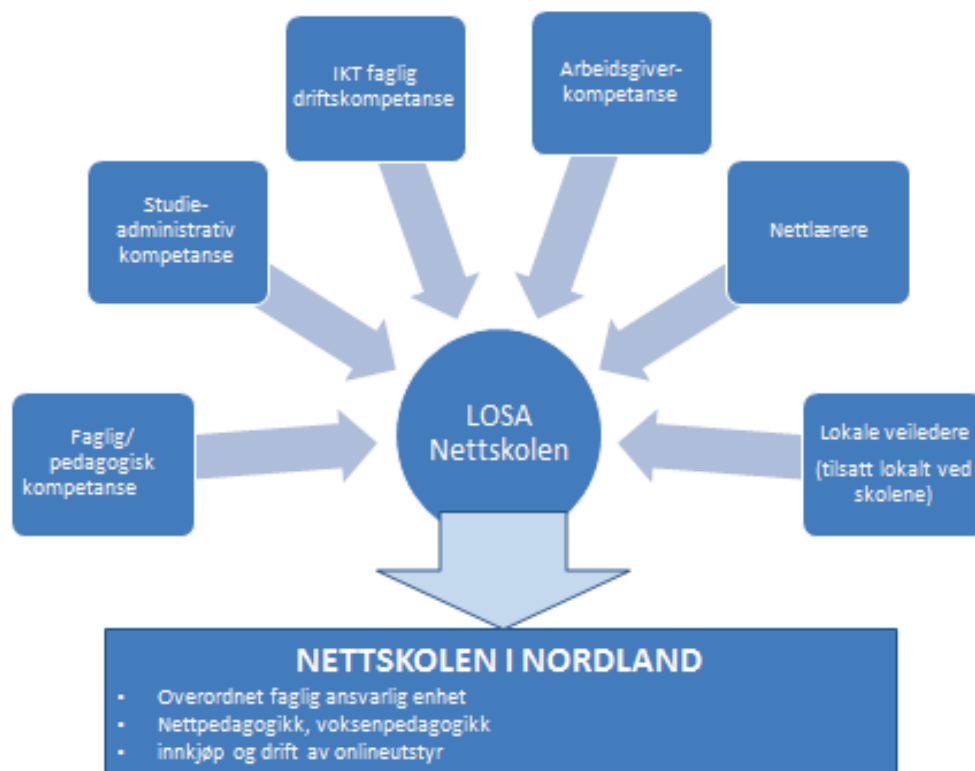 IKT faglig
driftskompetanse
Arbeidsgiver-
kompetanse
Studie-
administrativ
kompetanse
Nettlærere
Faglig/
pedagogisk
kompetanse
LOSA
Nettskolen
Lokale veiledere
(tilsatt lokalt ved
skolene)
NETTSKOLEN I NORDLAND
• Overordnet faglig ansvarlig enhet
• Nettpedagogikk, voksenpedagogikk
• innkjøp og drift av onlineutstyr